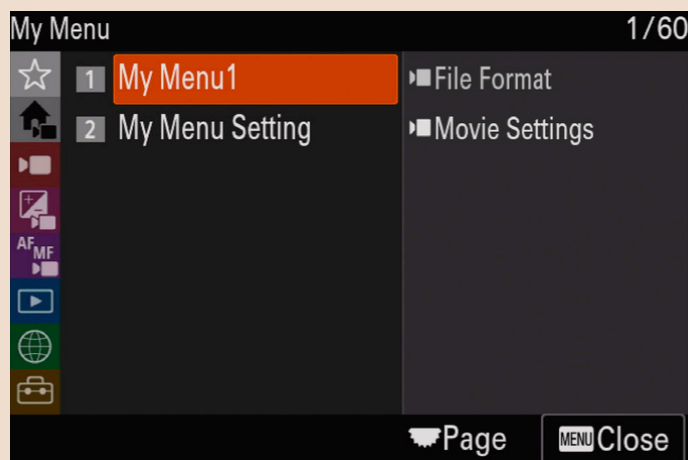 My Menu 1/60
1 My Menu1
2 My Menu Setting
File Format
Movie Settings
AF MF
Page
MENU Close